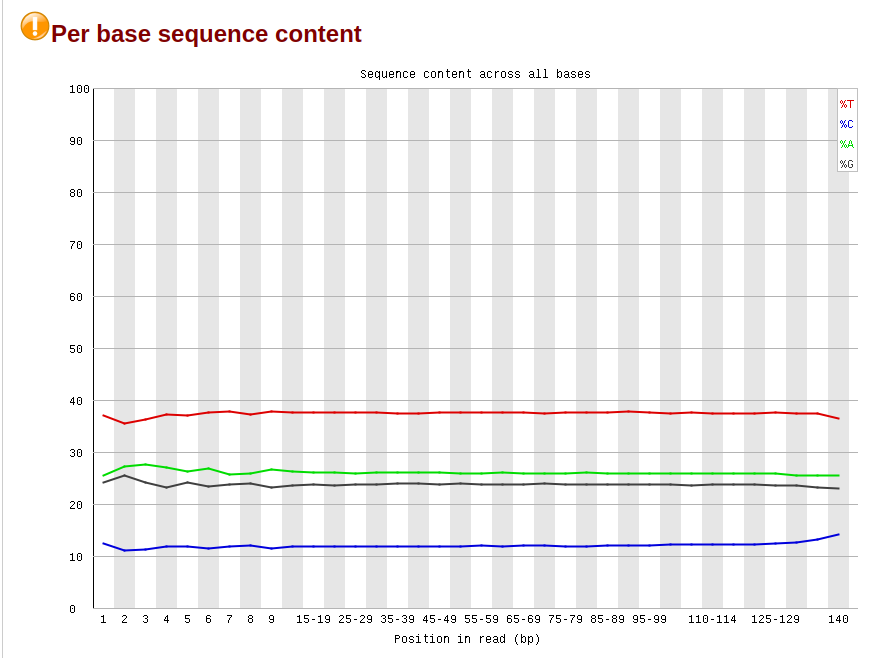 Per base sequence content
Sequence content across all bases
%T
%C
%A
%G
100
90
80
70
60
50
40
30
20
10
0
1 2 3 4 5 6 7 8 9 15-19 25-29 35-39 45-49 55-59 65-69 75-79 85-89 95-99 110-114 125-129 140
Position in read (bp)